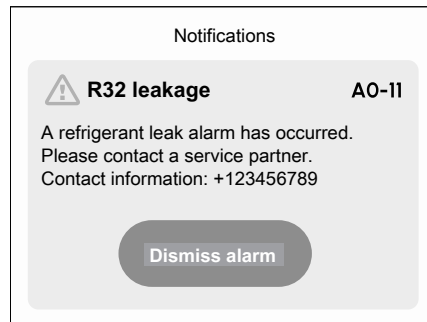 Notifications
R32 leakage A0-11
A refrigerant leak alarm has occurred.
Please contact a service partner.
Contact information: +123456789
Dismiss alarm